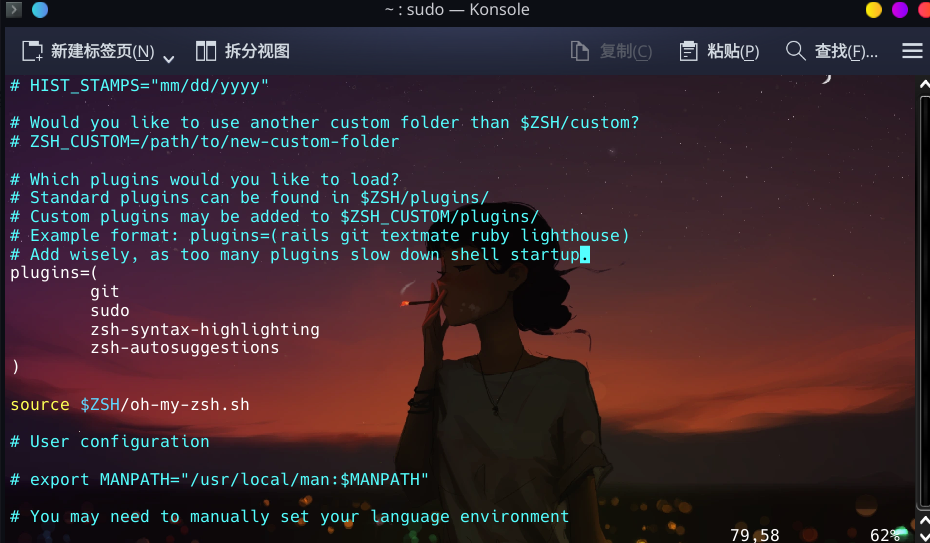 ~ : sudo — Konsole
新建标签页(N)
拆分视图
复制(C)
粘贴(P)
查找(F)...
# HIST_STAMPS="mm/dd/yyyy"
# Would you like to use another custom folder than $ZSH/custom?
# ZSH_CUSTOM=/path/to/new-custom-folder
# Which plugins would you like to load?
# Standard plugins can be found in $ZSH/plugins/
# Custom plugins may be added to $ZSH_CUSTOM/plugins/
# Example format: plugins=(rails git textmate ruby lighthouse)
# Add wisely, as too many plugins slow down shell startup.
plugins=(
git
sudo
zsh-syntax-highlighting
zsh-autosuggestions
)
source $ZSH/oh-my-zsh.sh
# User configuration
# export MANPATH="/usr/local/man:$MANPATH"
# You may need to manually set your language environment
79,58 62%